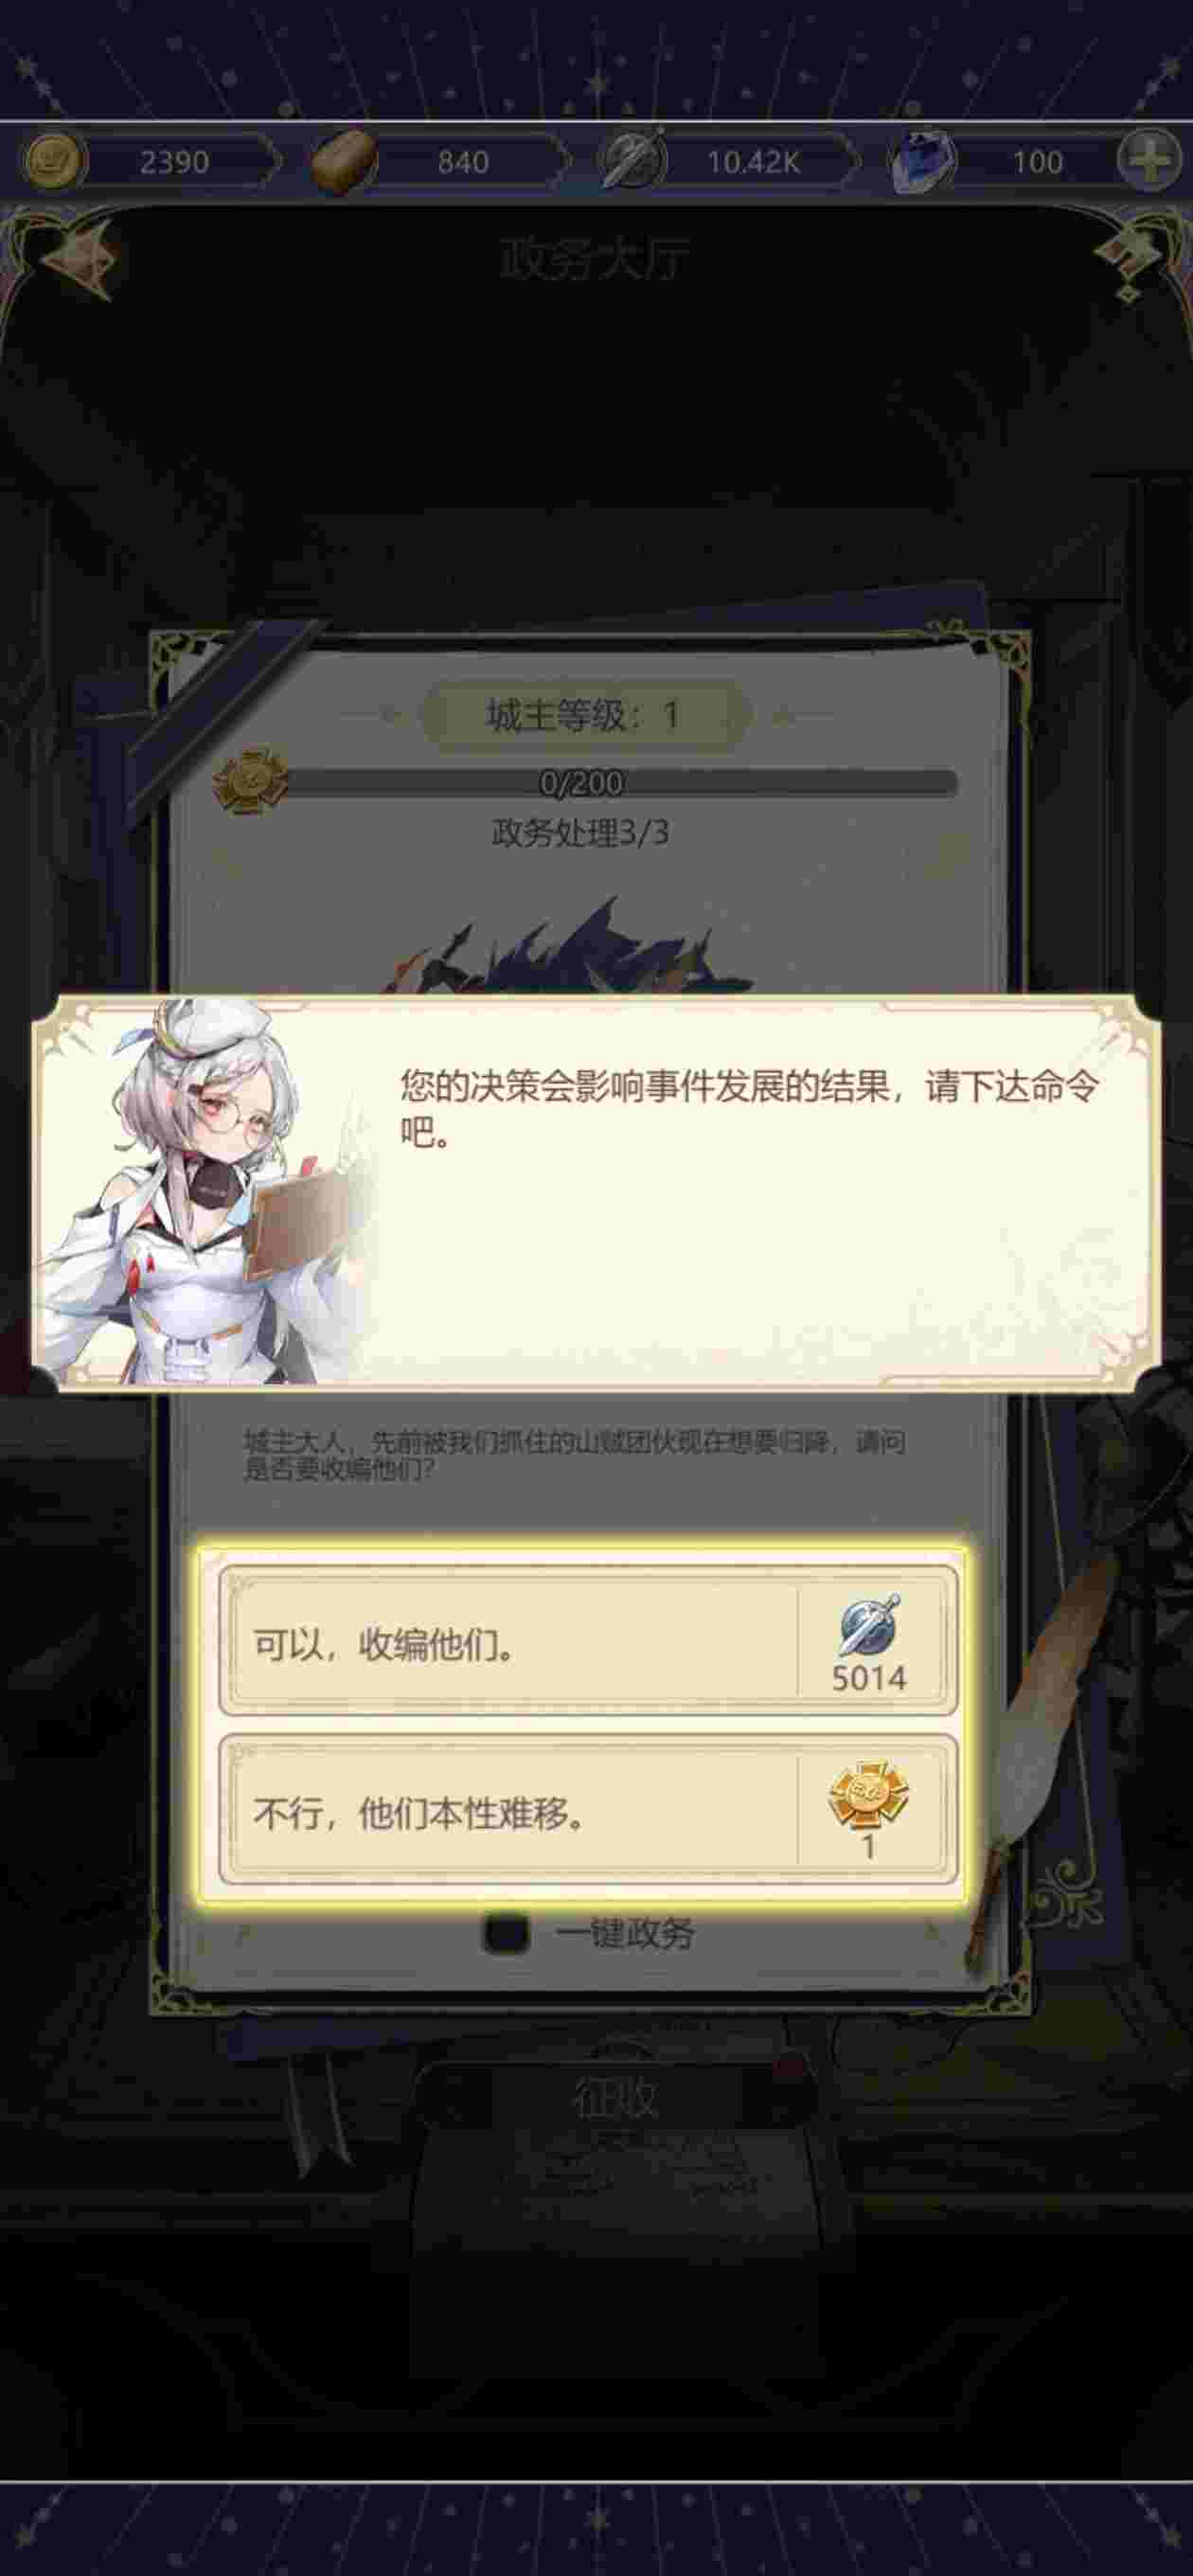 2390
840
10.42K
100
政务大厅
城主等级：1
0/200
政务处理3/3
您的决策会影响事件发展的结果，请下达命令
吧。
城主大人，先前被我们抓住的山贼团伙现在想要归降，请问
是否要收编他们？
可以，收编他们。
5014
不行，他们本性难移。
1
一键政务
征收